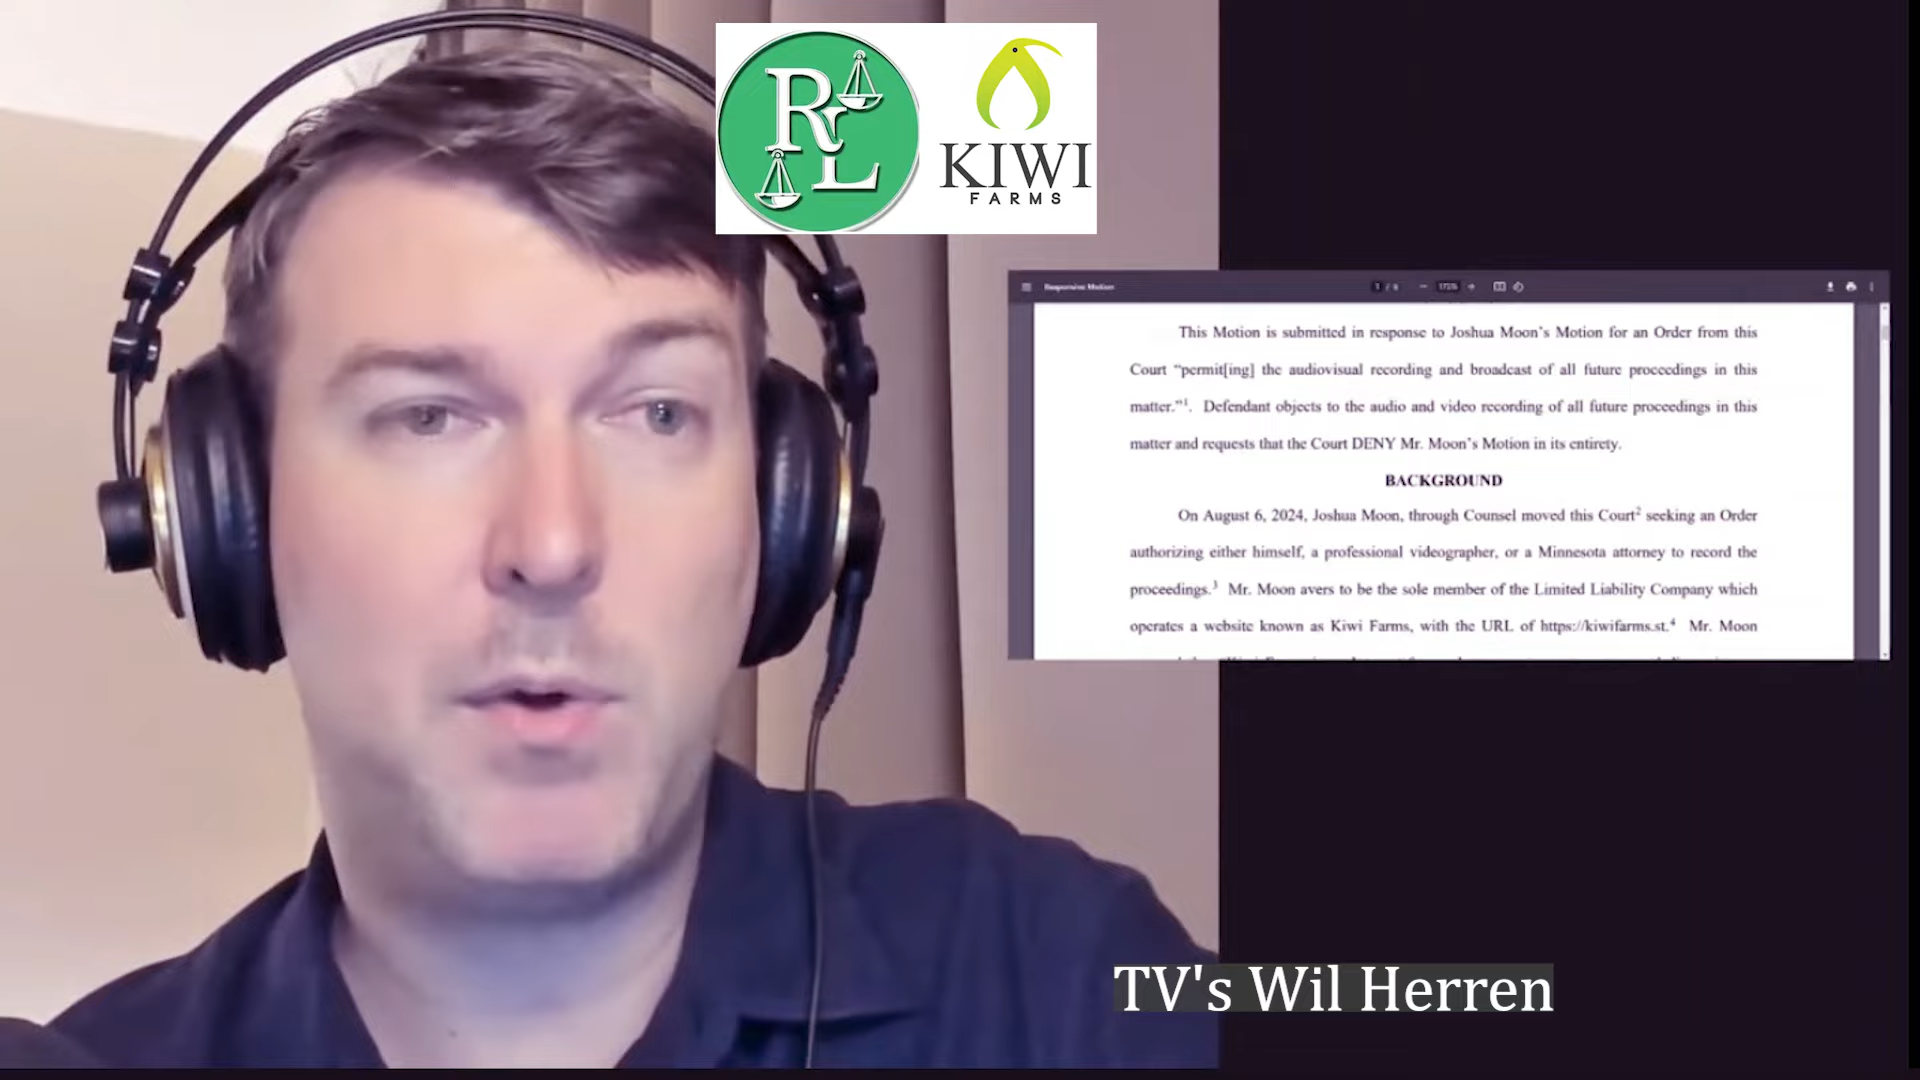 RL
KIWI
FARMS
Responsive Motion
1 / 6
175%
This Motion is submitted in response to Joshua Moon's Motion for an Order from this
Court "permit[ing] the audiovisual recording and broadcast of all future proceedings in this
matter."1. Defendant objects to the audio and video recording of all future proceedings in this
matter and requests that the Court DENY Mr. Moon's Motion in its entirety.
BACKGROUND
On August 6, 2024, Joshua Moon, through Counsel moved this Court2 seeking an Order
authorizing either himself, a professional videographer, or a Minnesota attorney to record the
proceedings.3 Mr. Moon avers to be the sole member of the Limited Liability Company which
operates a website known as Kiwi Farms, with the URL of https://kiwifarms.st.4 Mr. Moon
TV's Wil Herren